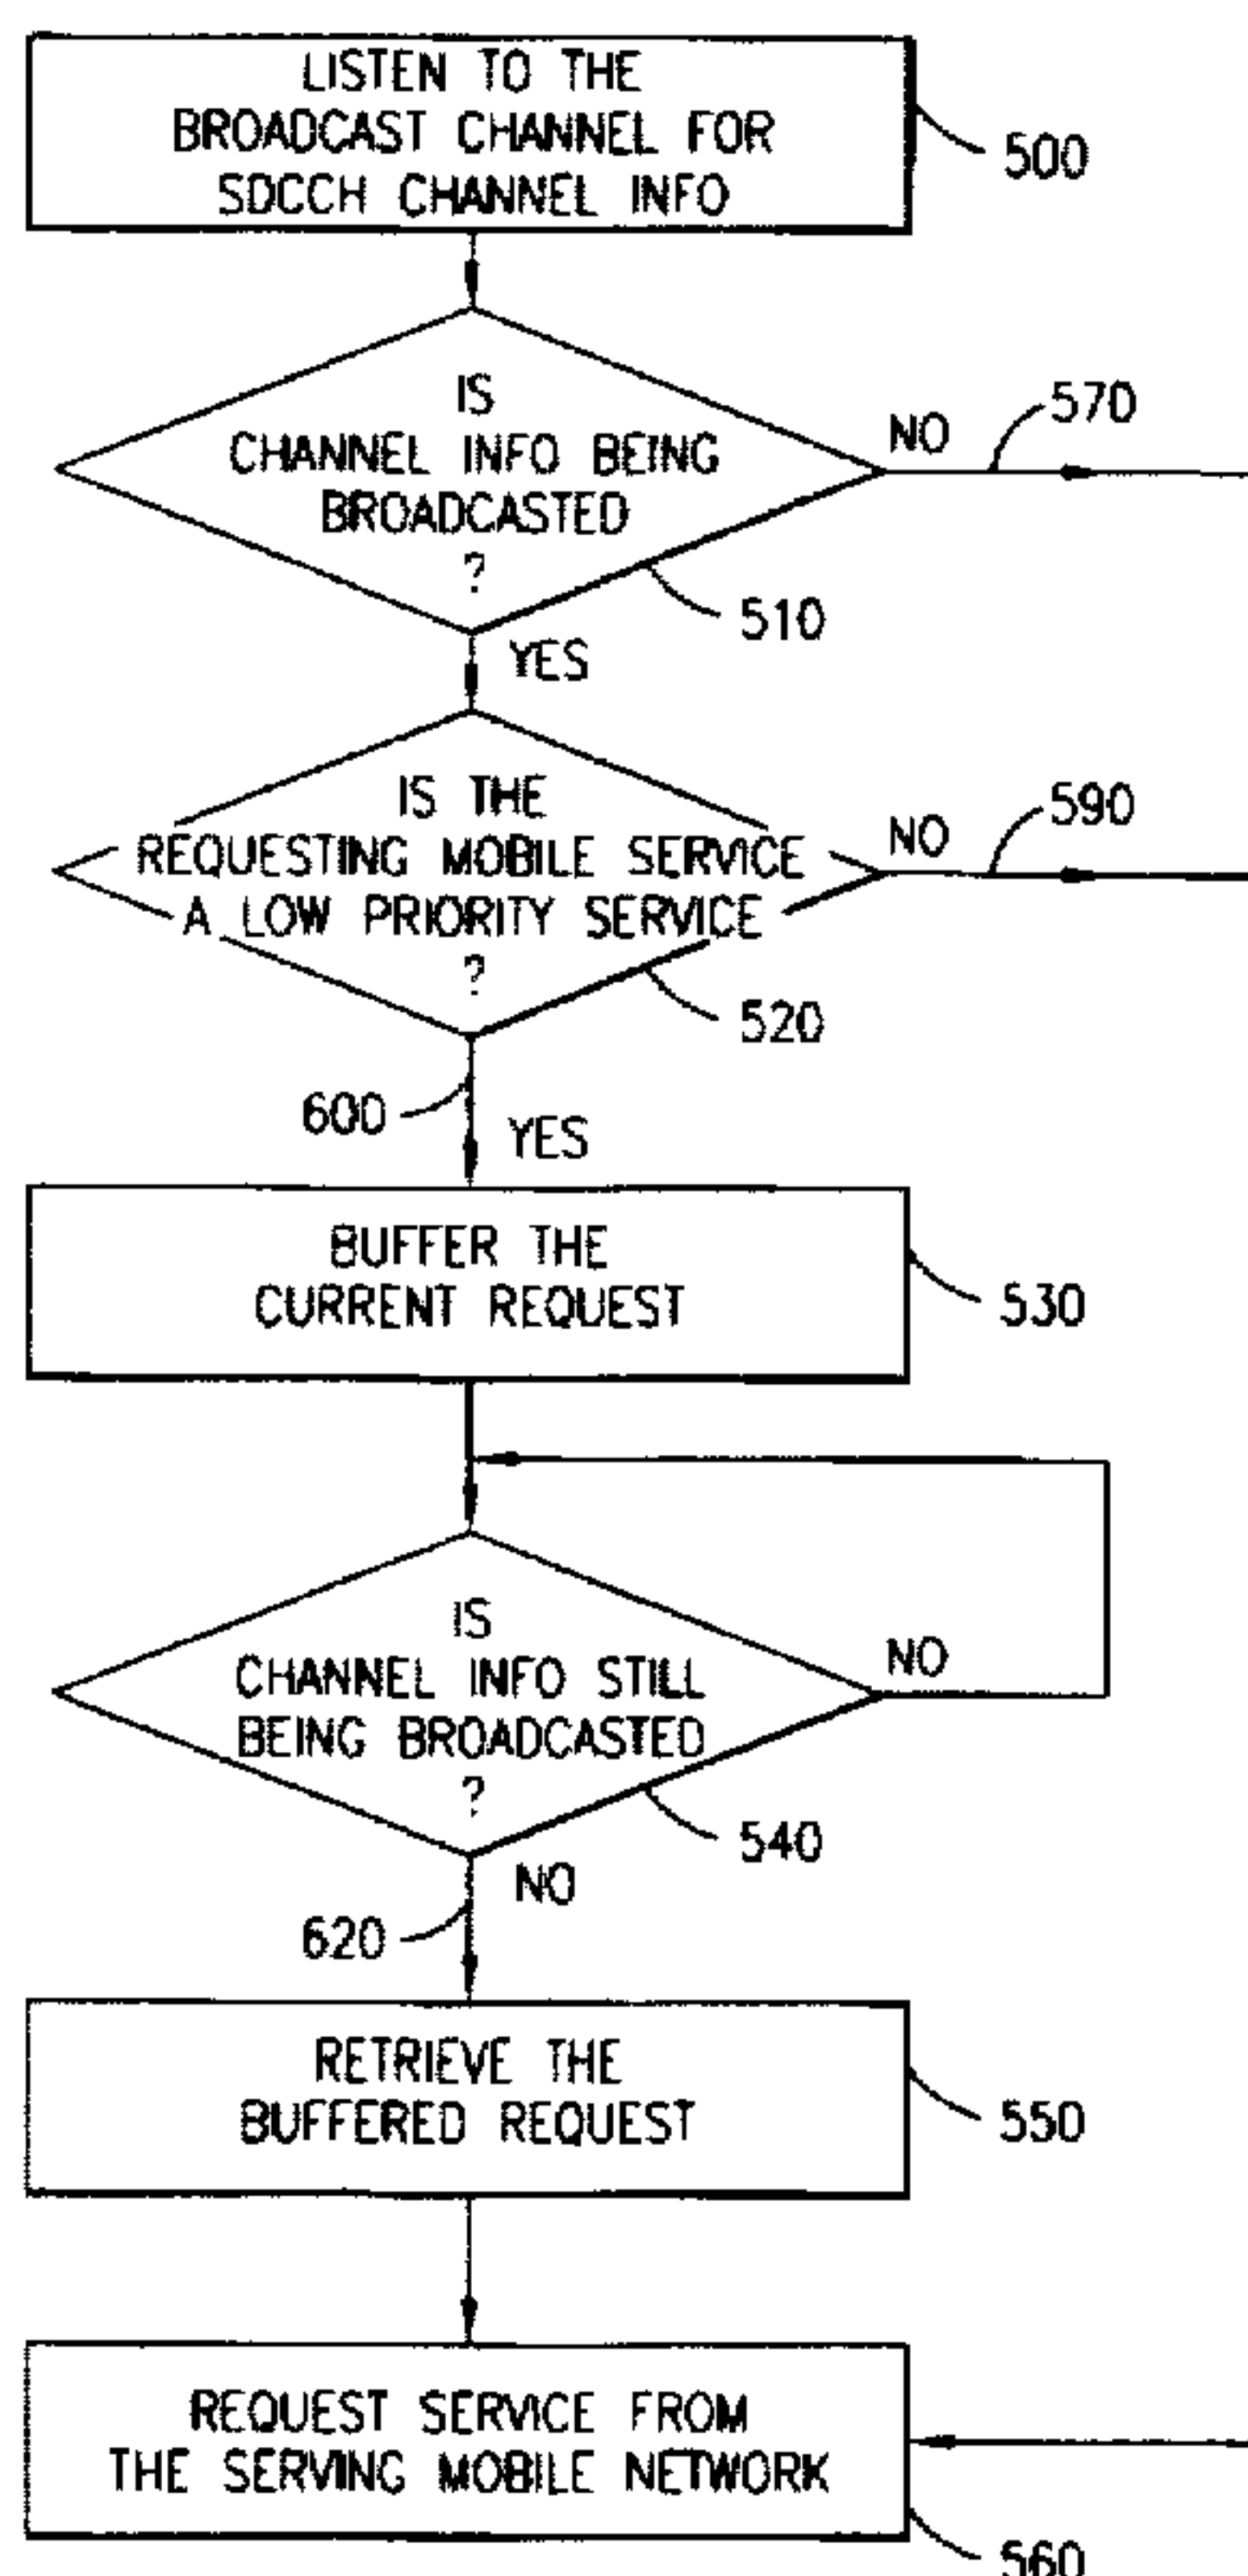 LISTEN TO THE
BROADCAST CHANNEL FOR
SDCCH CHANNEL INFO
500
IS
CHANNEL INFO BEING
BROADCASTED
?
NO
570
510
YES
IS THE
REQUESTING MOBILE SERVICE
A LOW PRIORITY SERVICE
?
NO
590
520
600
YES
BUFFER THE
CURRENT REQUEST
530
IS
CHANNEL INFO STILL
BEING BROADCASTED
?
NO
540
NO
620
RETRIEVE THE
BUFFERED REQUEST
550
REQUEST SERVICE FROM
THE SERVING MOBILE NETWORK
560